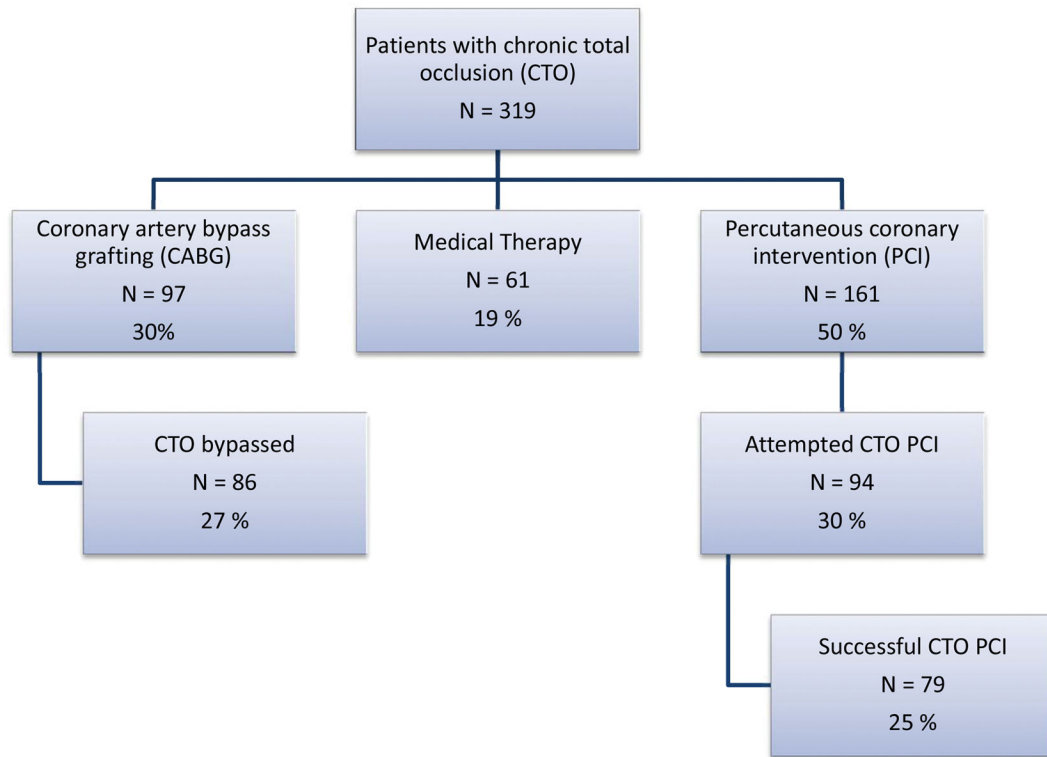 Patients with chronic total
occlusion (CTO)
N = 319
Coronary artery bypass
grafting (CABG)
N = 97
30%
Medical Therapy
N = 61
19 %
Percutaneous coronary
intervention (PCI)
N = 161
50 %
CTO bypassed
N = 86
27 %
Attempted CTO PCI
N = 94
30 %
Successful CTO PCI
N = 79
25 %